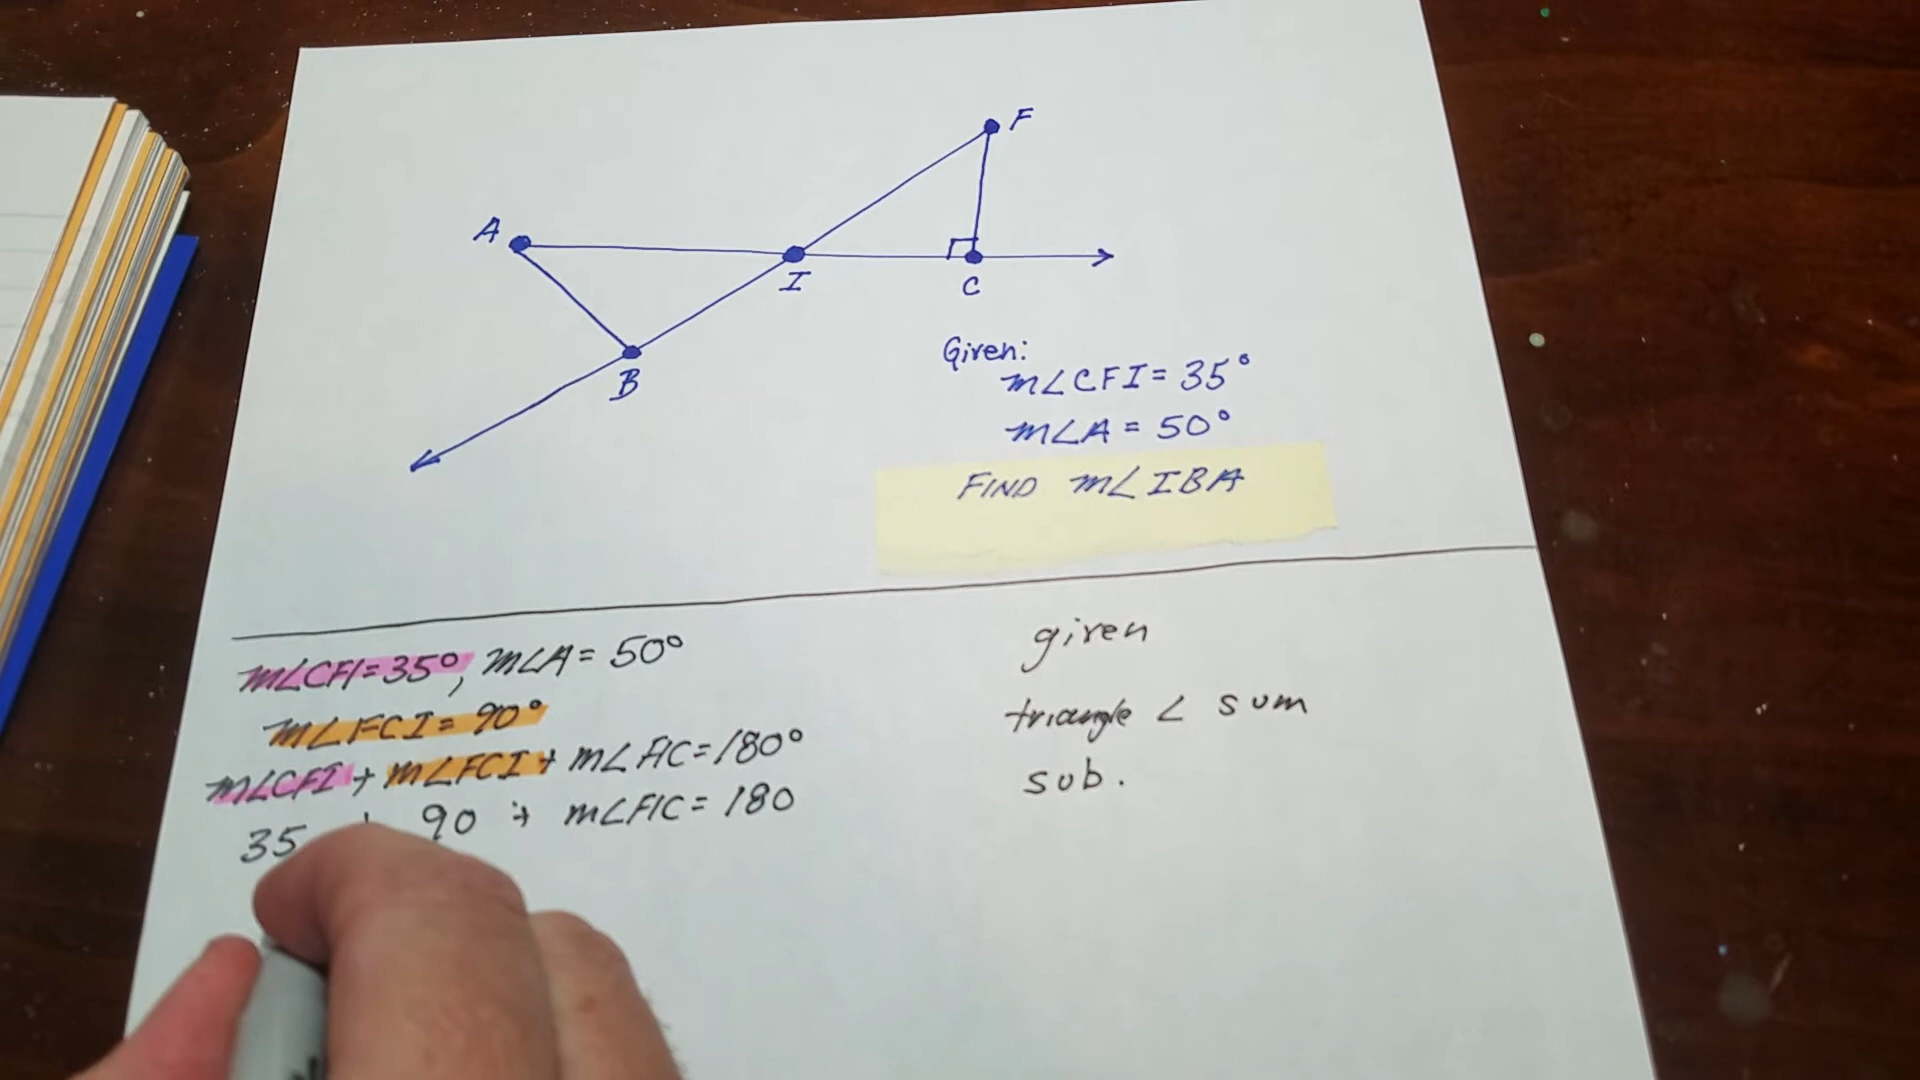 F
A
I
C
B
Given:
m∠CFI = 35°
m∠A = 50°
FIND m∠IBA
m∠CFI = 35°, m∠A = 50°
given
m∠FCI = 90°
triangle ∠ sum
m∠CFI + m∠FCI + m∠FIC = 180°
sub.
35 + 90 + m∠FIC = 180